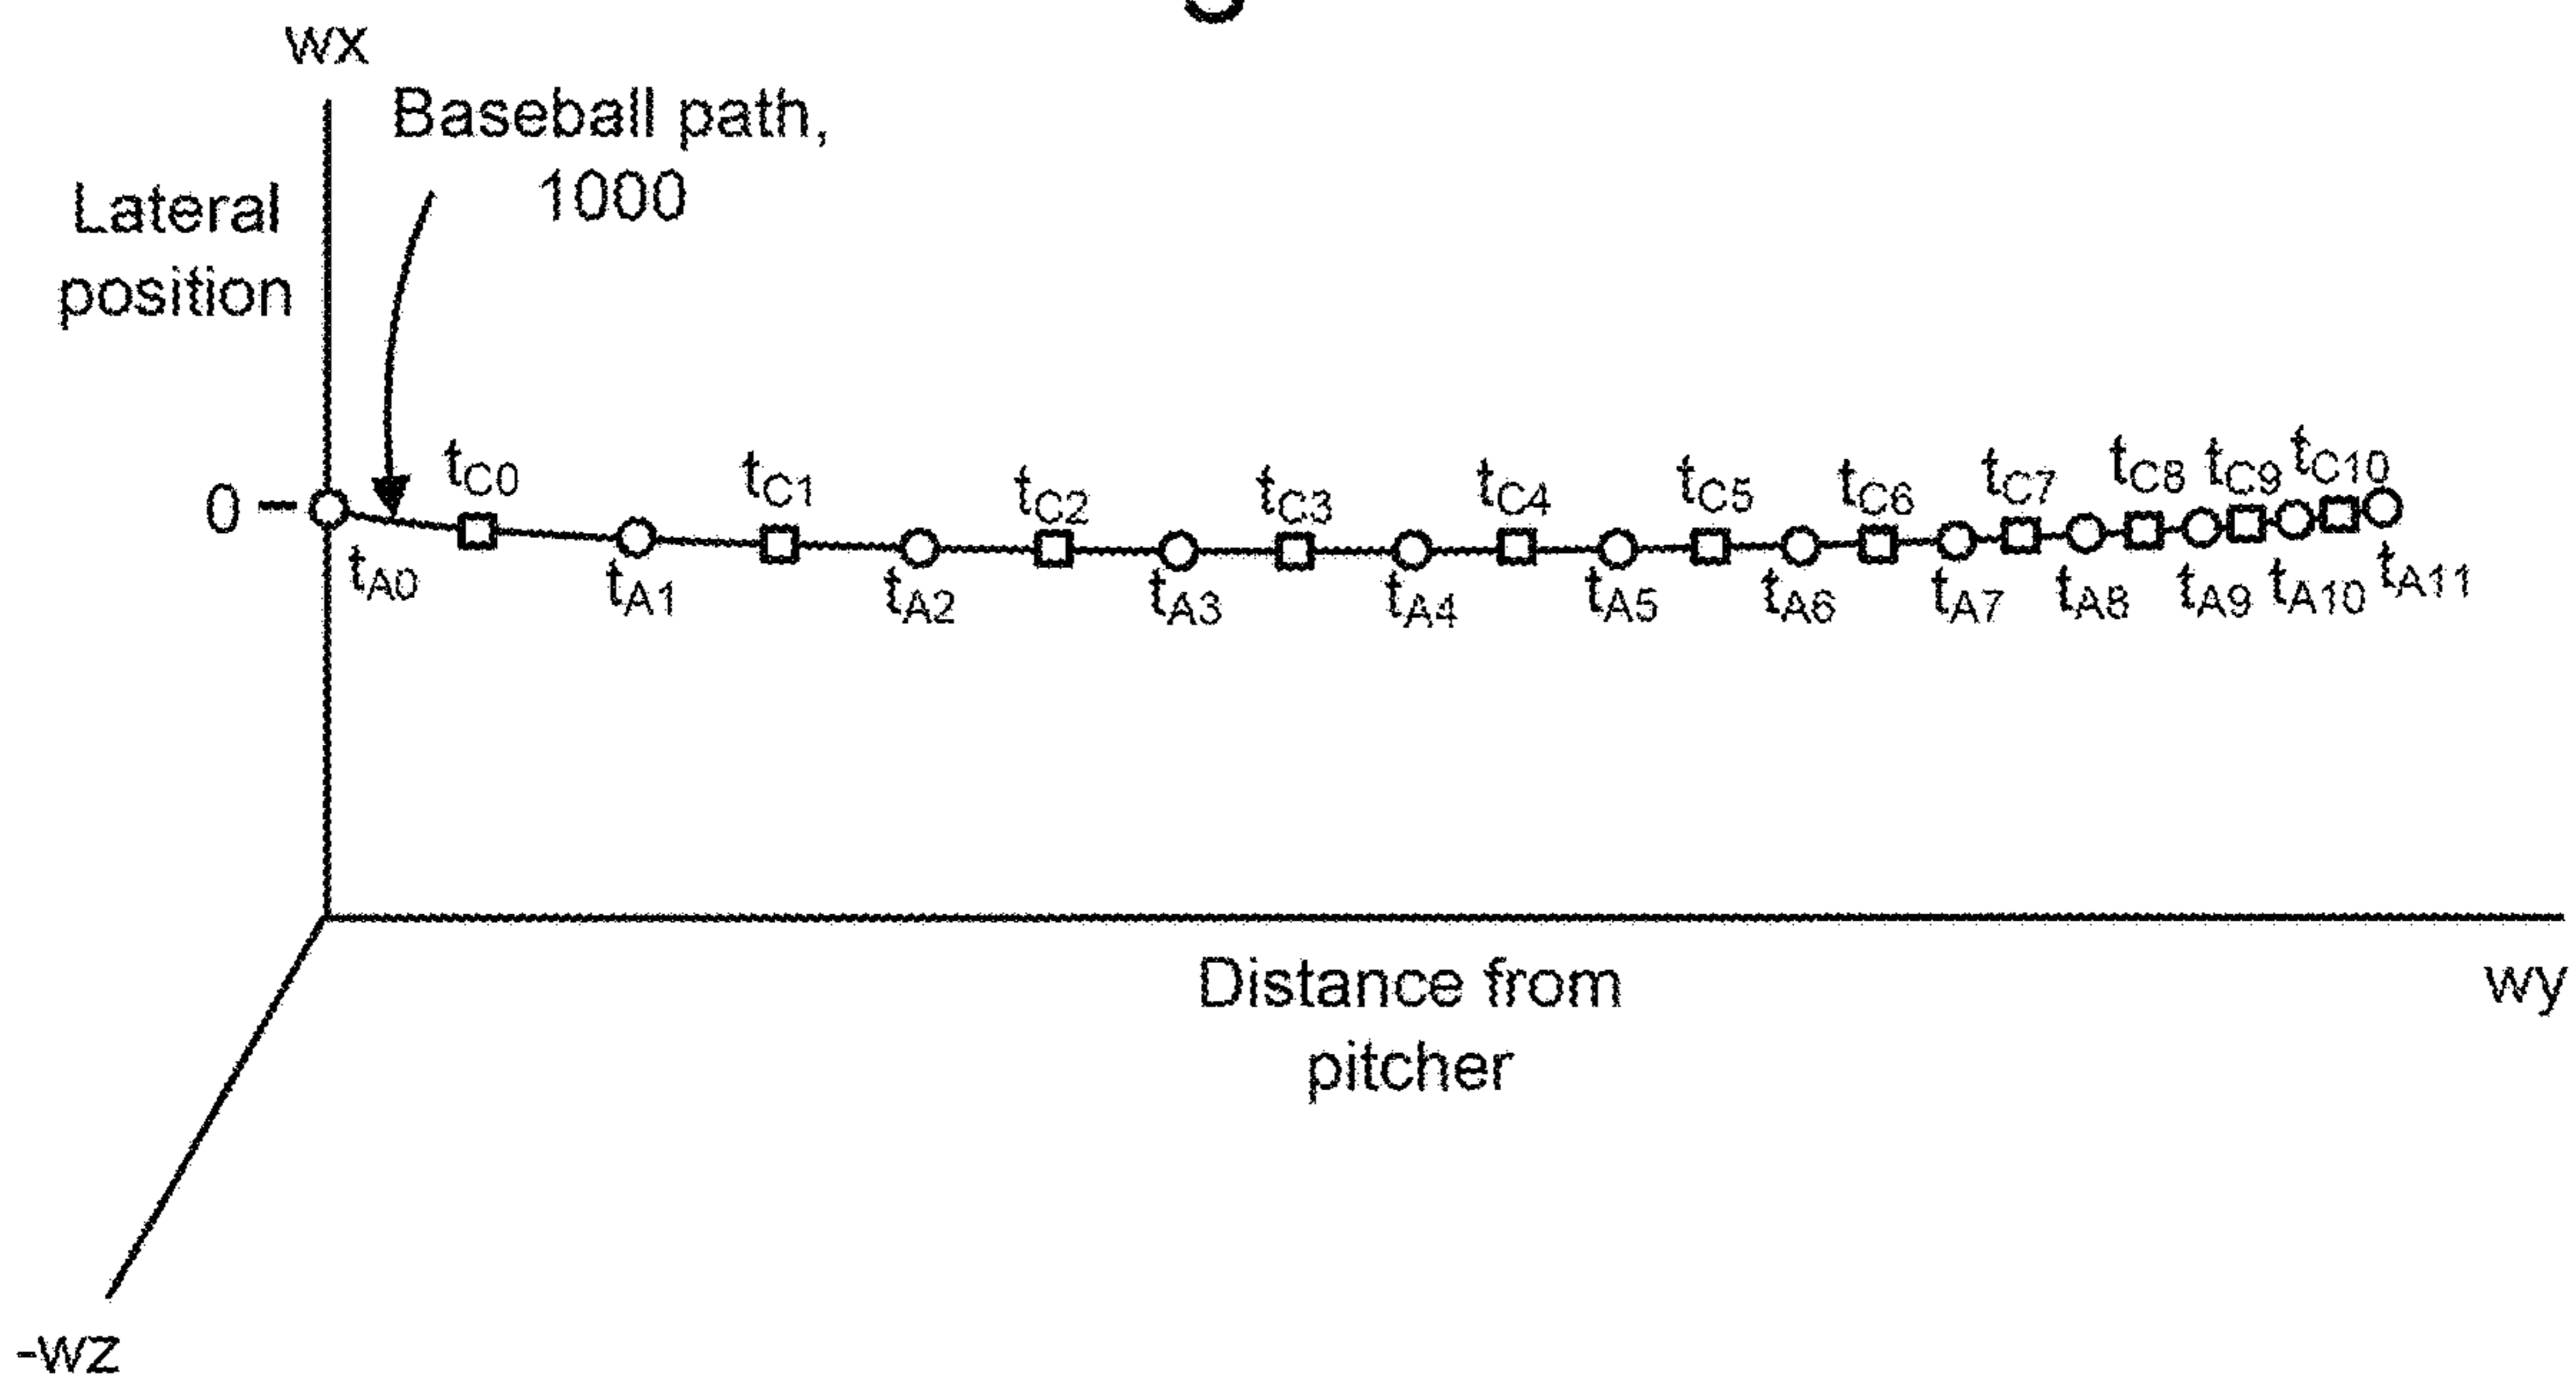 wx
Baseball path,
1000
Lateral
position
0
tC0 tC1 tC2 tC3 tC4 tC5 tC6 tC7 tC8 tC9 tC10
tA0 tA1 tA2 tA3 tA4 tA5 tA6 tA7 tA8 tA9 tA10 tA11
Distance from
pitcher
wy
-wz